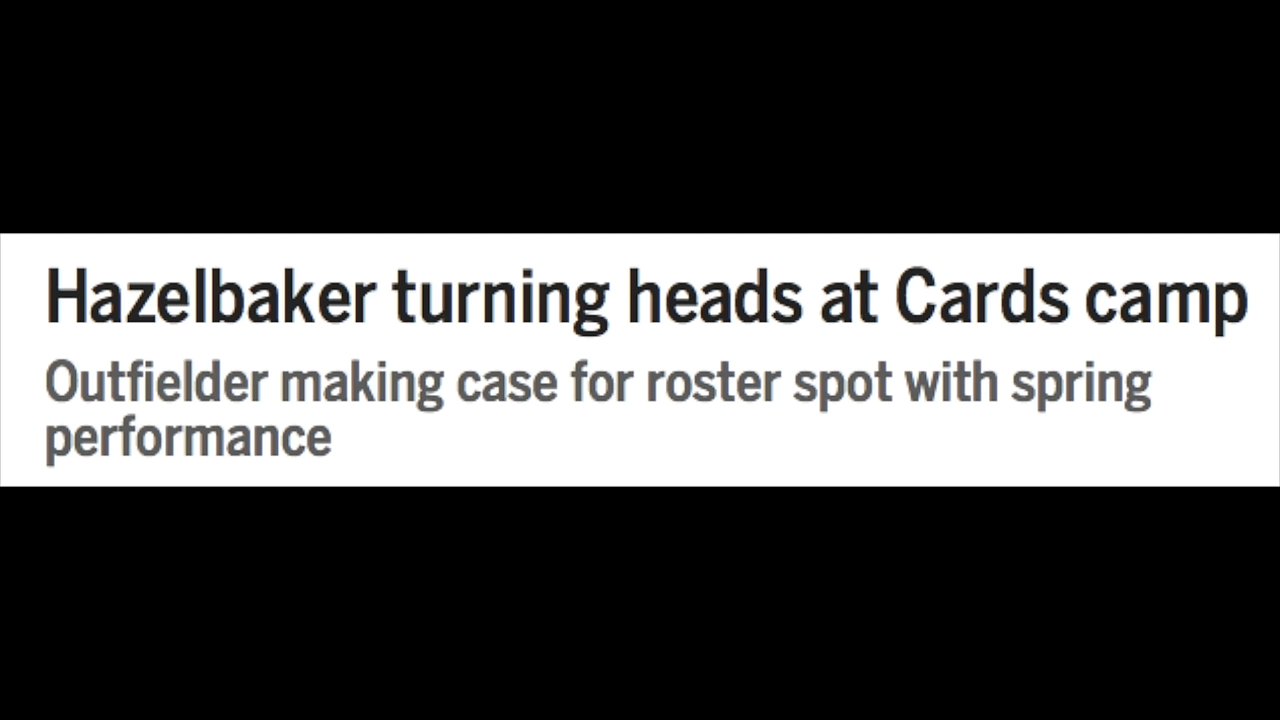 Hazelbaker turning heads at Cards camp
Outfielder making case for roster spot with spring
performance